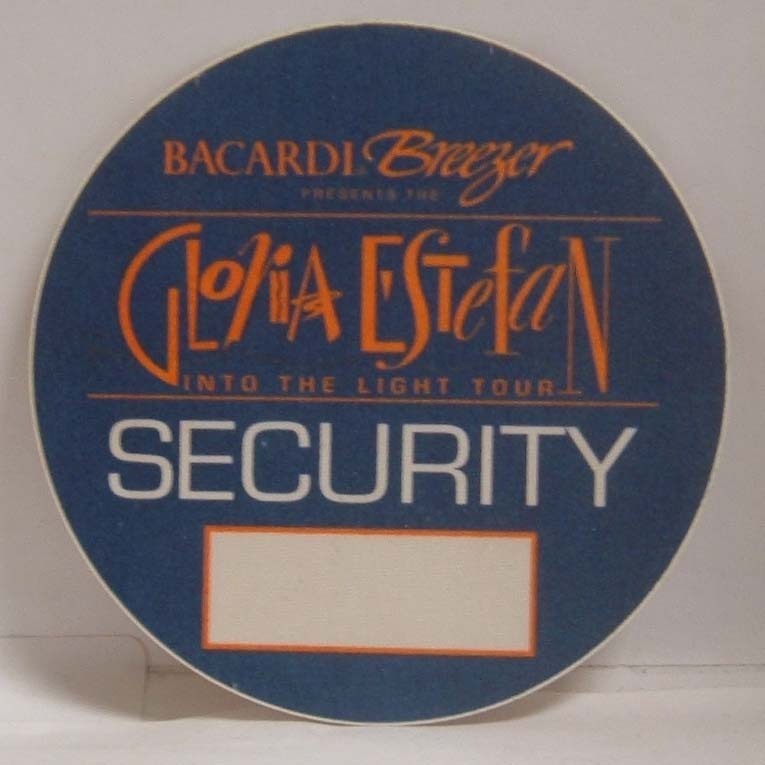 BACARDI Breezer
PRESENTS THE
GLORIA ESTEFAN
INTO THE LIGHT TOUR
SECURITY